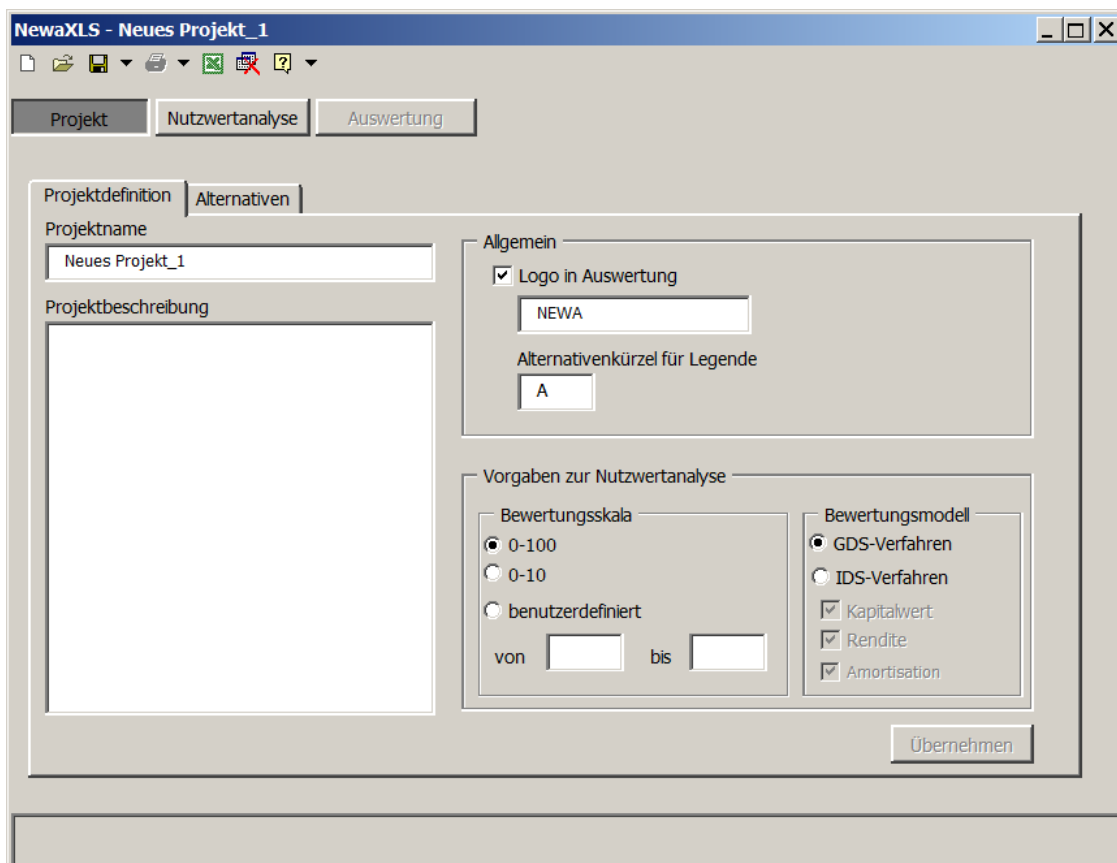 NewaXLS - Neues Projekt_1
Projekt
Nutzwertanalyse
Auswertung
Projektdefinition
Alternativen
Projektname
Neues Projekt_1
Projektbeschreibung
Allgemein
Logo in Auswertung
NEWA
Alternativenkürzel für Legende
A
Vorgaben zur Nutzwertanalyse
Bewertungsskala
0-100
0-10
benutzerdefiniert
von
bis
Bewertungsmodell
GDS-Verfahren
IDS-Verfahren
Kapitalwert
Rendite
Amortisation
Übernehmen